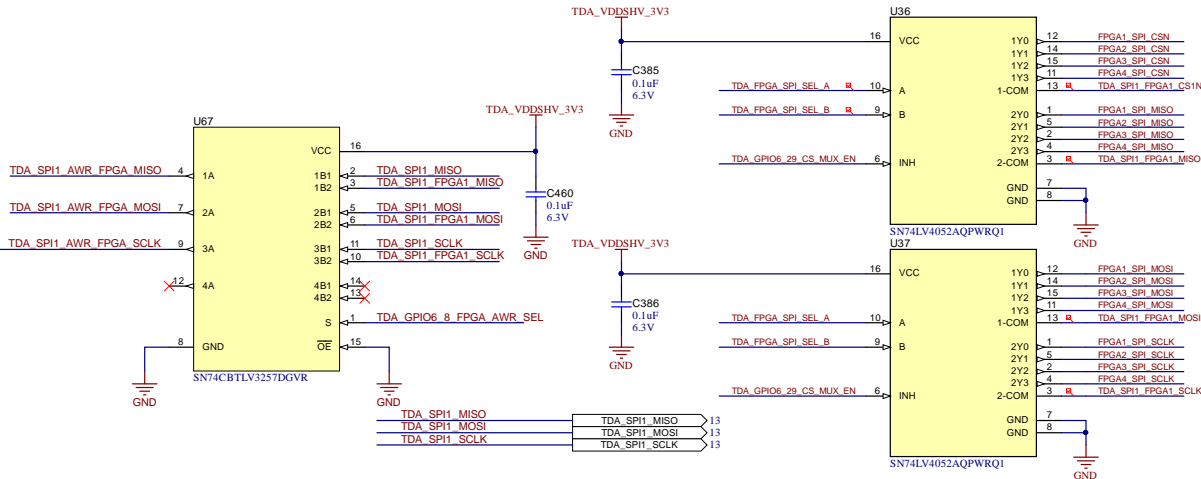 U67
TDA_VDDSHV_3V3
VCC 16
TDA_SPI1_AWR_FPGA_MISO 4 1A
1B1 2 TDA_SPI1_MISO
1B2 3 TDA_SPI1_FPGA1_MISO
TDA_SPI1_AWR_FPGA_MOSI 7 2A
2B1 5 TDA_SPI1_MOSI
2B2 6 TDA_SPI1_FPGA1_MOSI
TDA_SPI1_AWR_FPGA_SCLK 9 3A
3B1 11 TDA_SPI1_SCLK
3B2 10 TDA_SPI1_FPGA1_SCLK
12 4A
4B1 14
4B2 13
S 1 TDA_GPIO6_8_FPGA_AWR_SEL
8 GND
OE 15
SN74CBTLV3257DGVR
GND
GND
C460
0.1uF
6.3V
GND
TDA_SPI1_MISO TDA_SPI1_MISO 13
TDA_SPI1_MOSI TDA_SPI1_MOSI 13
TDA_SPI1_SCLK TDA_SPI1_SCLK 13
TDA_VDDSHV_3V3
C385
0.1uF
6.3V
GND
U36
16 VCC
TDA_FPGA_SPI_SEL_A 10 A
TDA_FPGA_SPI_SEL_B 9 B
TDA_GPIO6_29_CS_MUX_EN 6 INH
1Y0 12 FPGA1_SPI_CSN
1Y1 14 FPGA2_SPI_CSN
1Y2 15 FPGA3_SPI_CSN
1Y3 11 FPGA4_SPI_CSN
1-COM 13 TDA_SPI1_FPGA1_CS1N
2Y0 1 FPGA1_SPI_MISO
2Y1 5 FPGA2_SPI_MISO
2Y2 2 FPGA3_SPI_MISO
2Y3 4 FPGA4_SPI_MISO
2-COM 3 TDA_SPI1_FPGA1_MISO
GND 7
GND 8
SN74LV4052AQPWRQ1
GND
TDA_VDDSHV_3V3
C386
0.1uF
6.3V
GND
U37
16 VCC
TDA_FPGA_SPI_SEL_A 10 A
TDA_FPGA_SPI_SEL_B 9 B
TDA_GPIO6_29_CS_MUX_EN 6 INH
1Y0 12 FPGA1_SPI_MOSI
1Y1 14 FPGA2_SPI_MOSI
1Y2 15 FPGA3_SPI_MOSI
1Y3 11 FPGA4_SPI_MOSI
1-COM 13 TDA_SPI1_FPGA1_MOSI
2Y0 1 FPGA1_SPI_SCLK
2Y1 5 FPGA2_SPI_SCLK
2Y2 2 FPGA3_SPI_SCLK
2Y3 4 FPGA4_SPI_SCLK
2-COM 3 TDA_SPI1_FPGA1_SCLK
GND 7
GND 8
SN74LV4052AQPWRQ1
GND